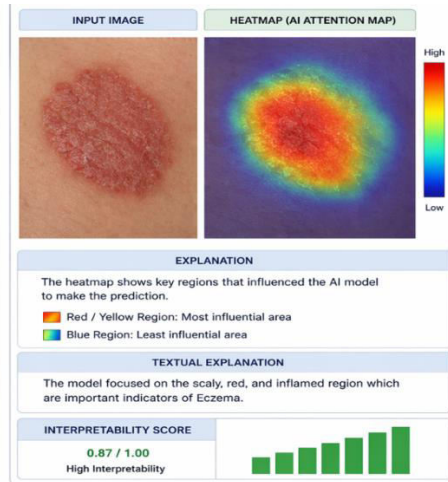 INPUT IMAGE
HEATMAP (AI ATTENTION MAP)
High
Low
EXPLANATION
The heatmap shows key regions that influenced the AI model
to make the prediction.
Red / Yellow Region: Most influential area
Blue Region: Least influential area
TEXTUAL EXPLANATION
The model focused on the scaly, red, and inflamed region which
are important indicators of Eczema.
INTERPRETABILITY SCORE
0.87 / 1.00
High Interpretability